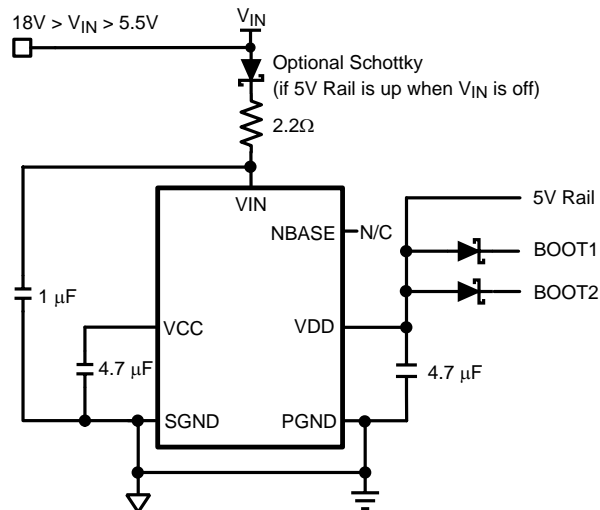 18V > VIN > 5.5V
VIN
Optional Schottky
(if 5V Rail is up when VIN is off)
2.2Ω
VIN
5V Rail
NBASE
N/C
BOOT1
BOOT2
1 μF
VCC
VDD
4.7 μF
4.7 μF
SGND
PGND